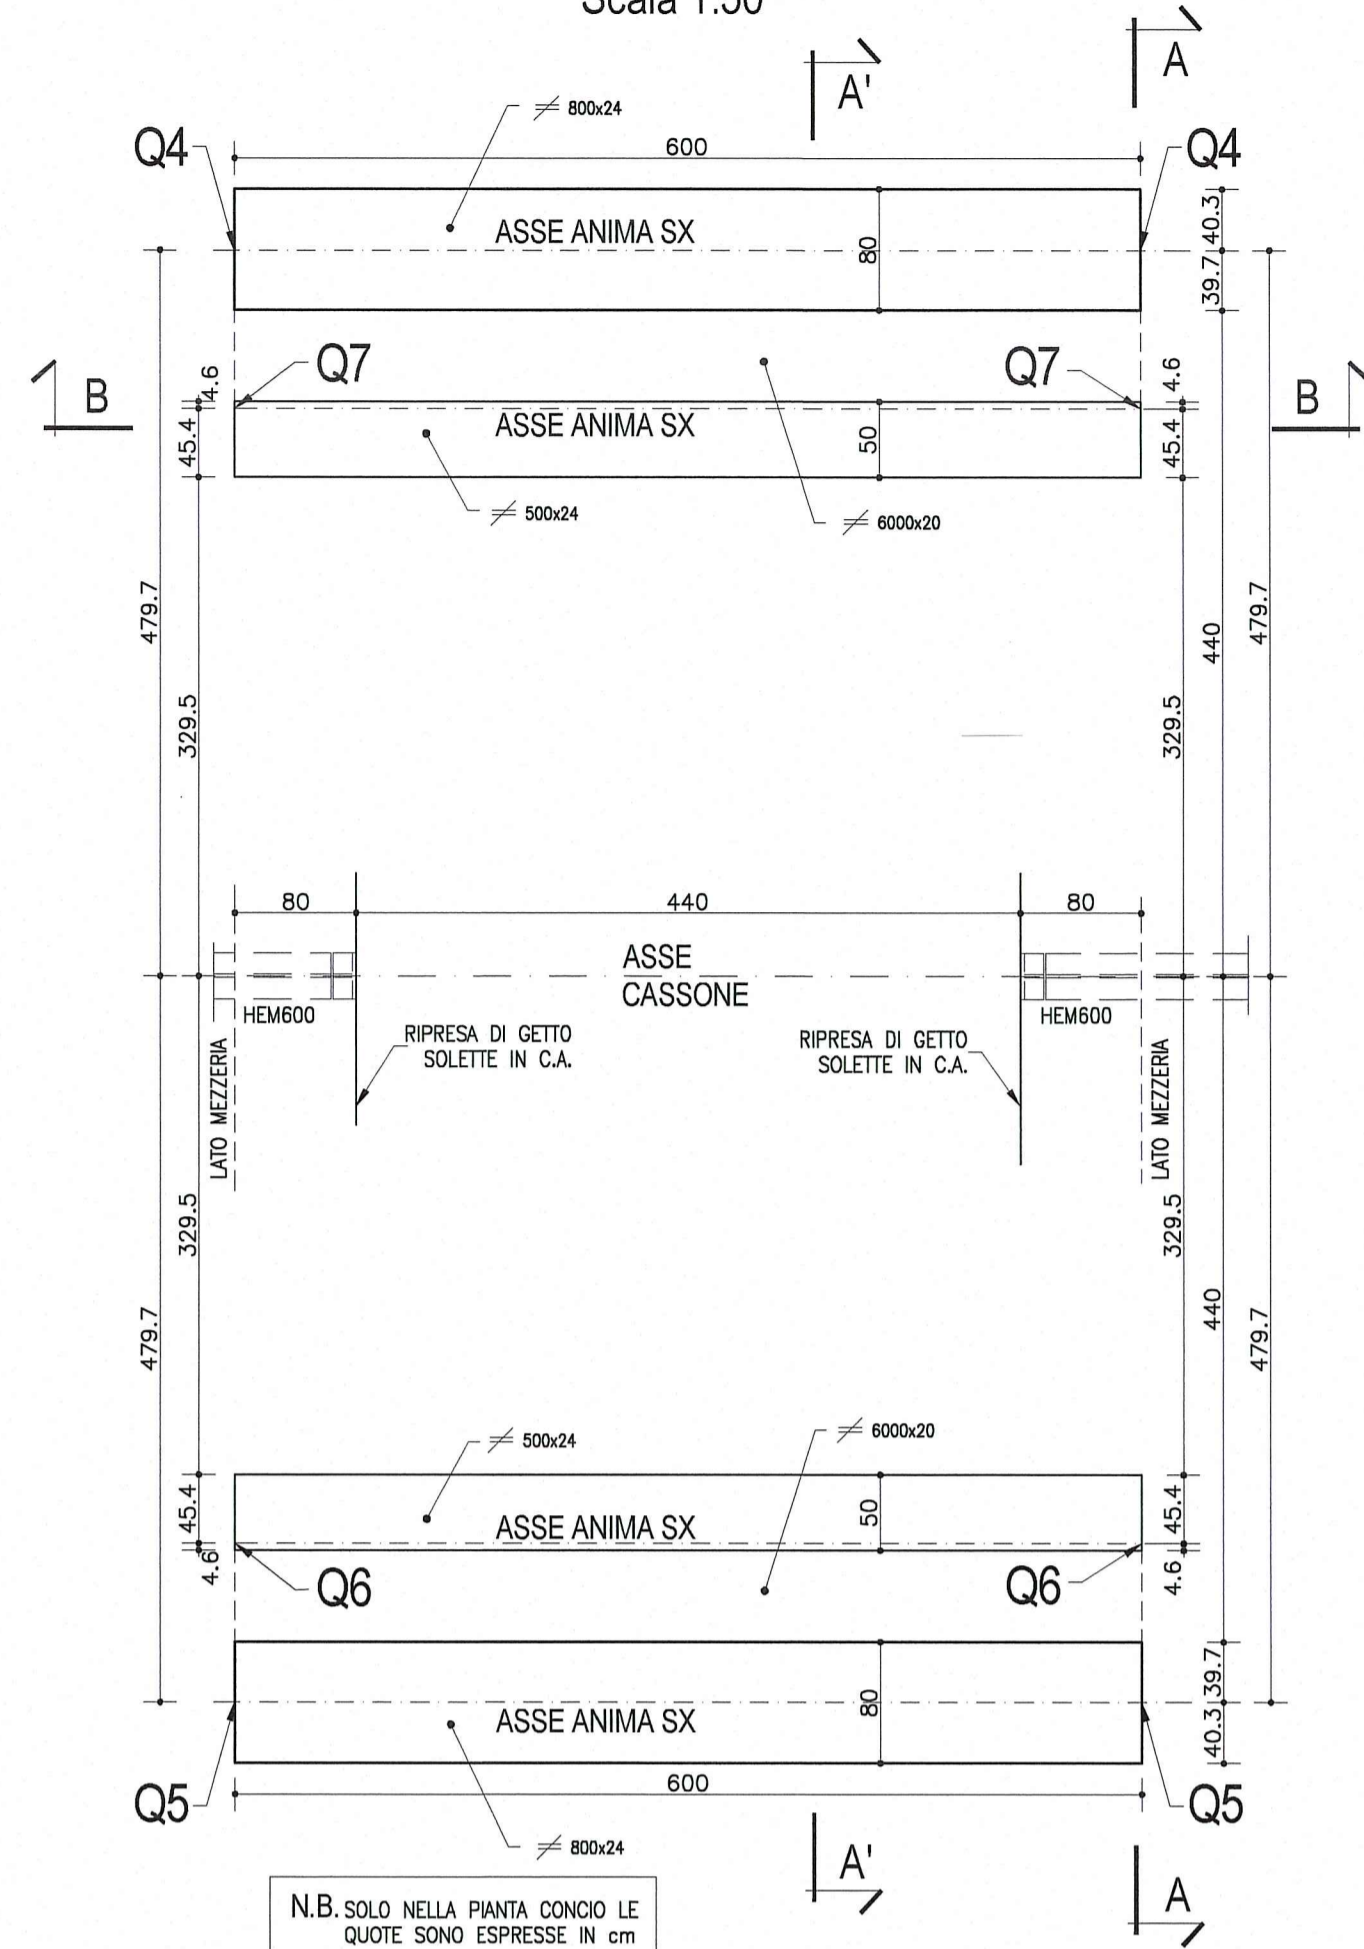 Scala 1:50
A
A'
800x24
Q4
600
Q4
40.3
ASSE ANIMA SX
80
39.7
Q7
Q7
4.6
4.6
B
B
ASSE ANIMA SX
45.4
50
45.4
500x24
6000x20
479.7
479.7
440
329.5
329.5
80
440
80
ASSE
CASSONE
HEM600
HEM600
RIPRESA DI GETTO
SOLETTE IN C.A.
RIPRESA DI GETTO
SOLETTE IN C.A.
LATO MEZZERIA
LATO MEZZERIA
329.5
329.5
479.7
440
479.7
6000x20
500x24
45.4
50
45.4
ASSE ANIMA SX
4.6
4.6
Q6
Q6
39.7
80
ASSE ANIMA SX
40.3
600
Q5
Q5
800x24
A'
A
N.B. SOLO NELLA PIANTA CONCIO LE
QUOTE SONO ESPRESSE IN cm